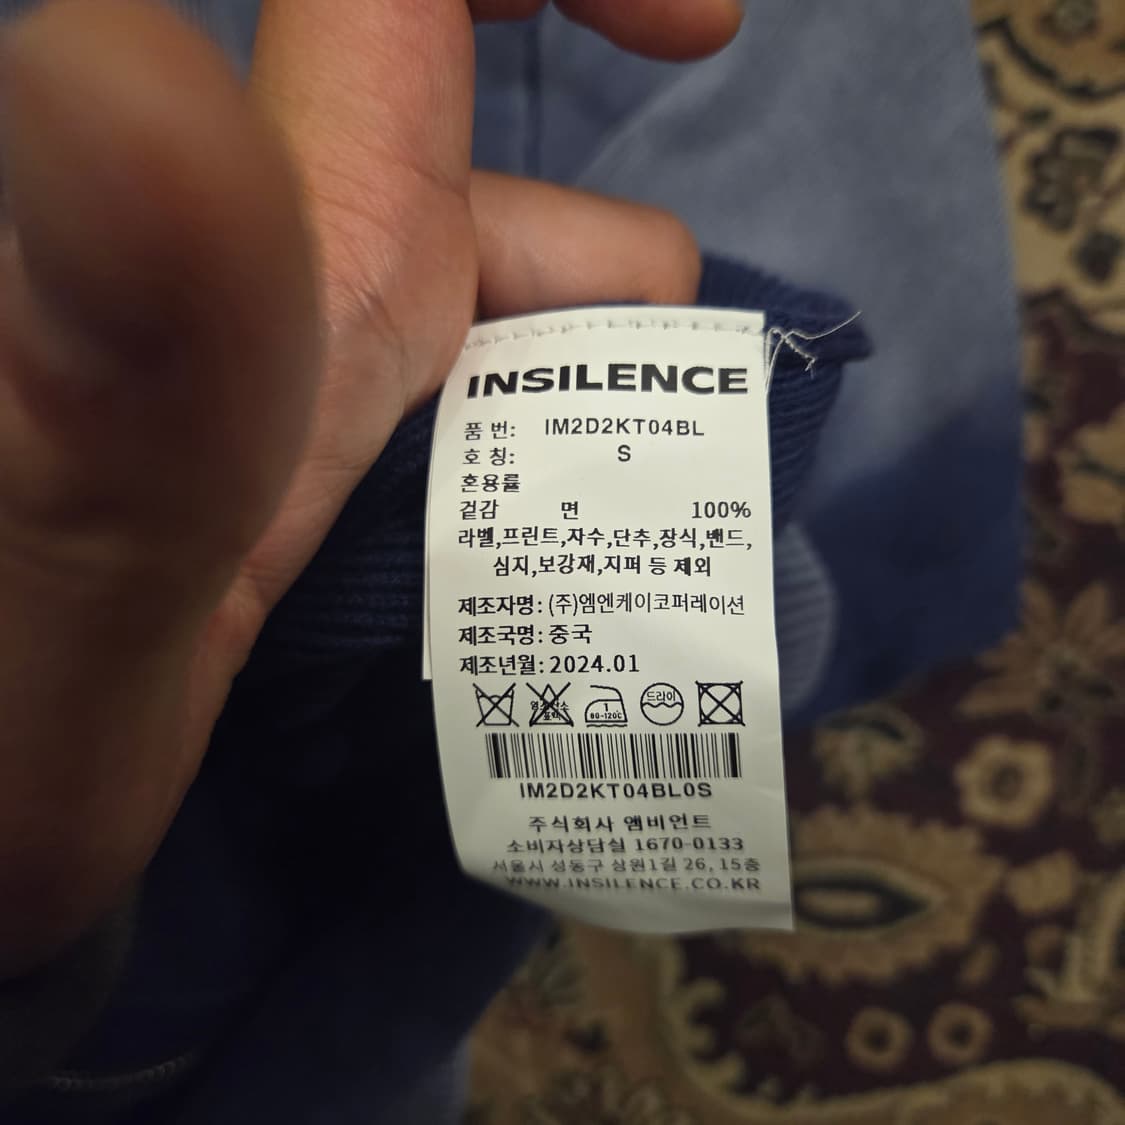 INSILENCE
품 번: IM2D2KT04BL
호 칭: S
혼용률
겉감 면 100%
라벨,프린트,자수,단추,장식,밴드,
심지,보강재,지퍼 등 제외
제조자명: (주)엠엔케이코퍼레이션
제조국명: 중국
제조년월: 2024.01
1 드라이
80-120℃
IM2D2KT04BL0S
주식회사 앰비언트
소비자상담실 1670-0133
서울시 성동구 상원1길 26, 15층
WWW.INSILENCE.CO.KR